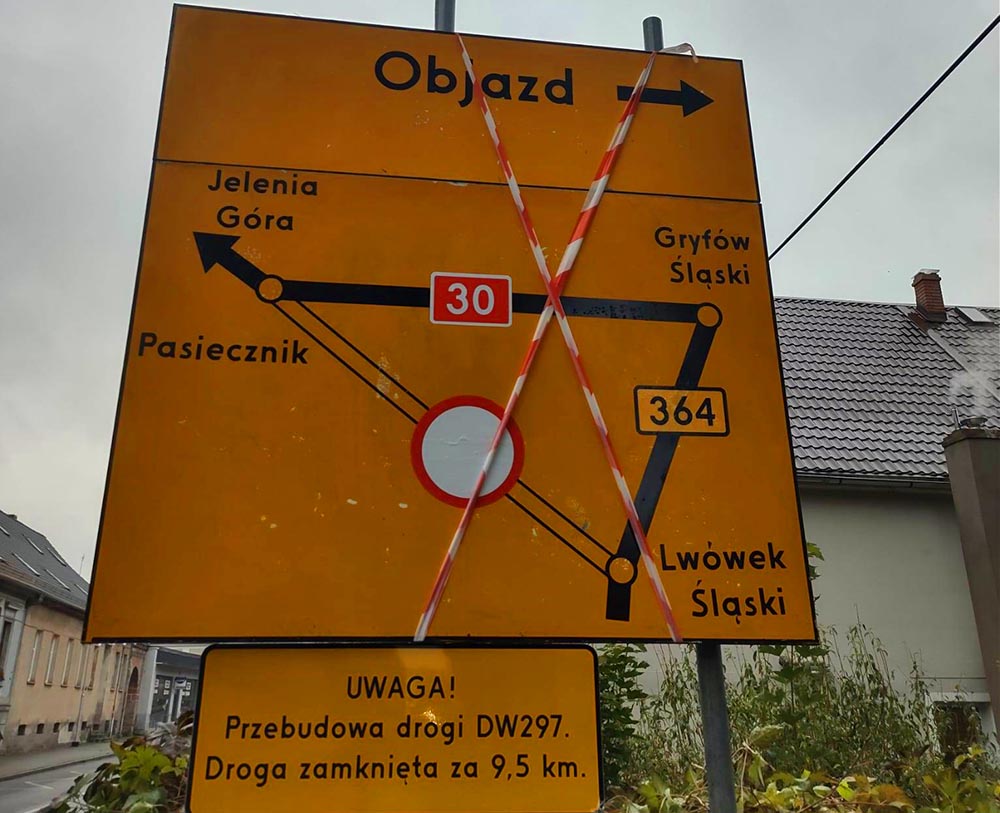 Objazd
Jelenia
Góra
Gryfów
Śląski
30
Pasiecznik
364
Lwówek
Śląski
UWAGA!
Przebudowa drogi DW297.
Droga zamknięta za 9,5 km.